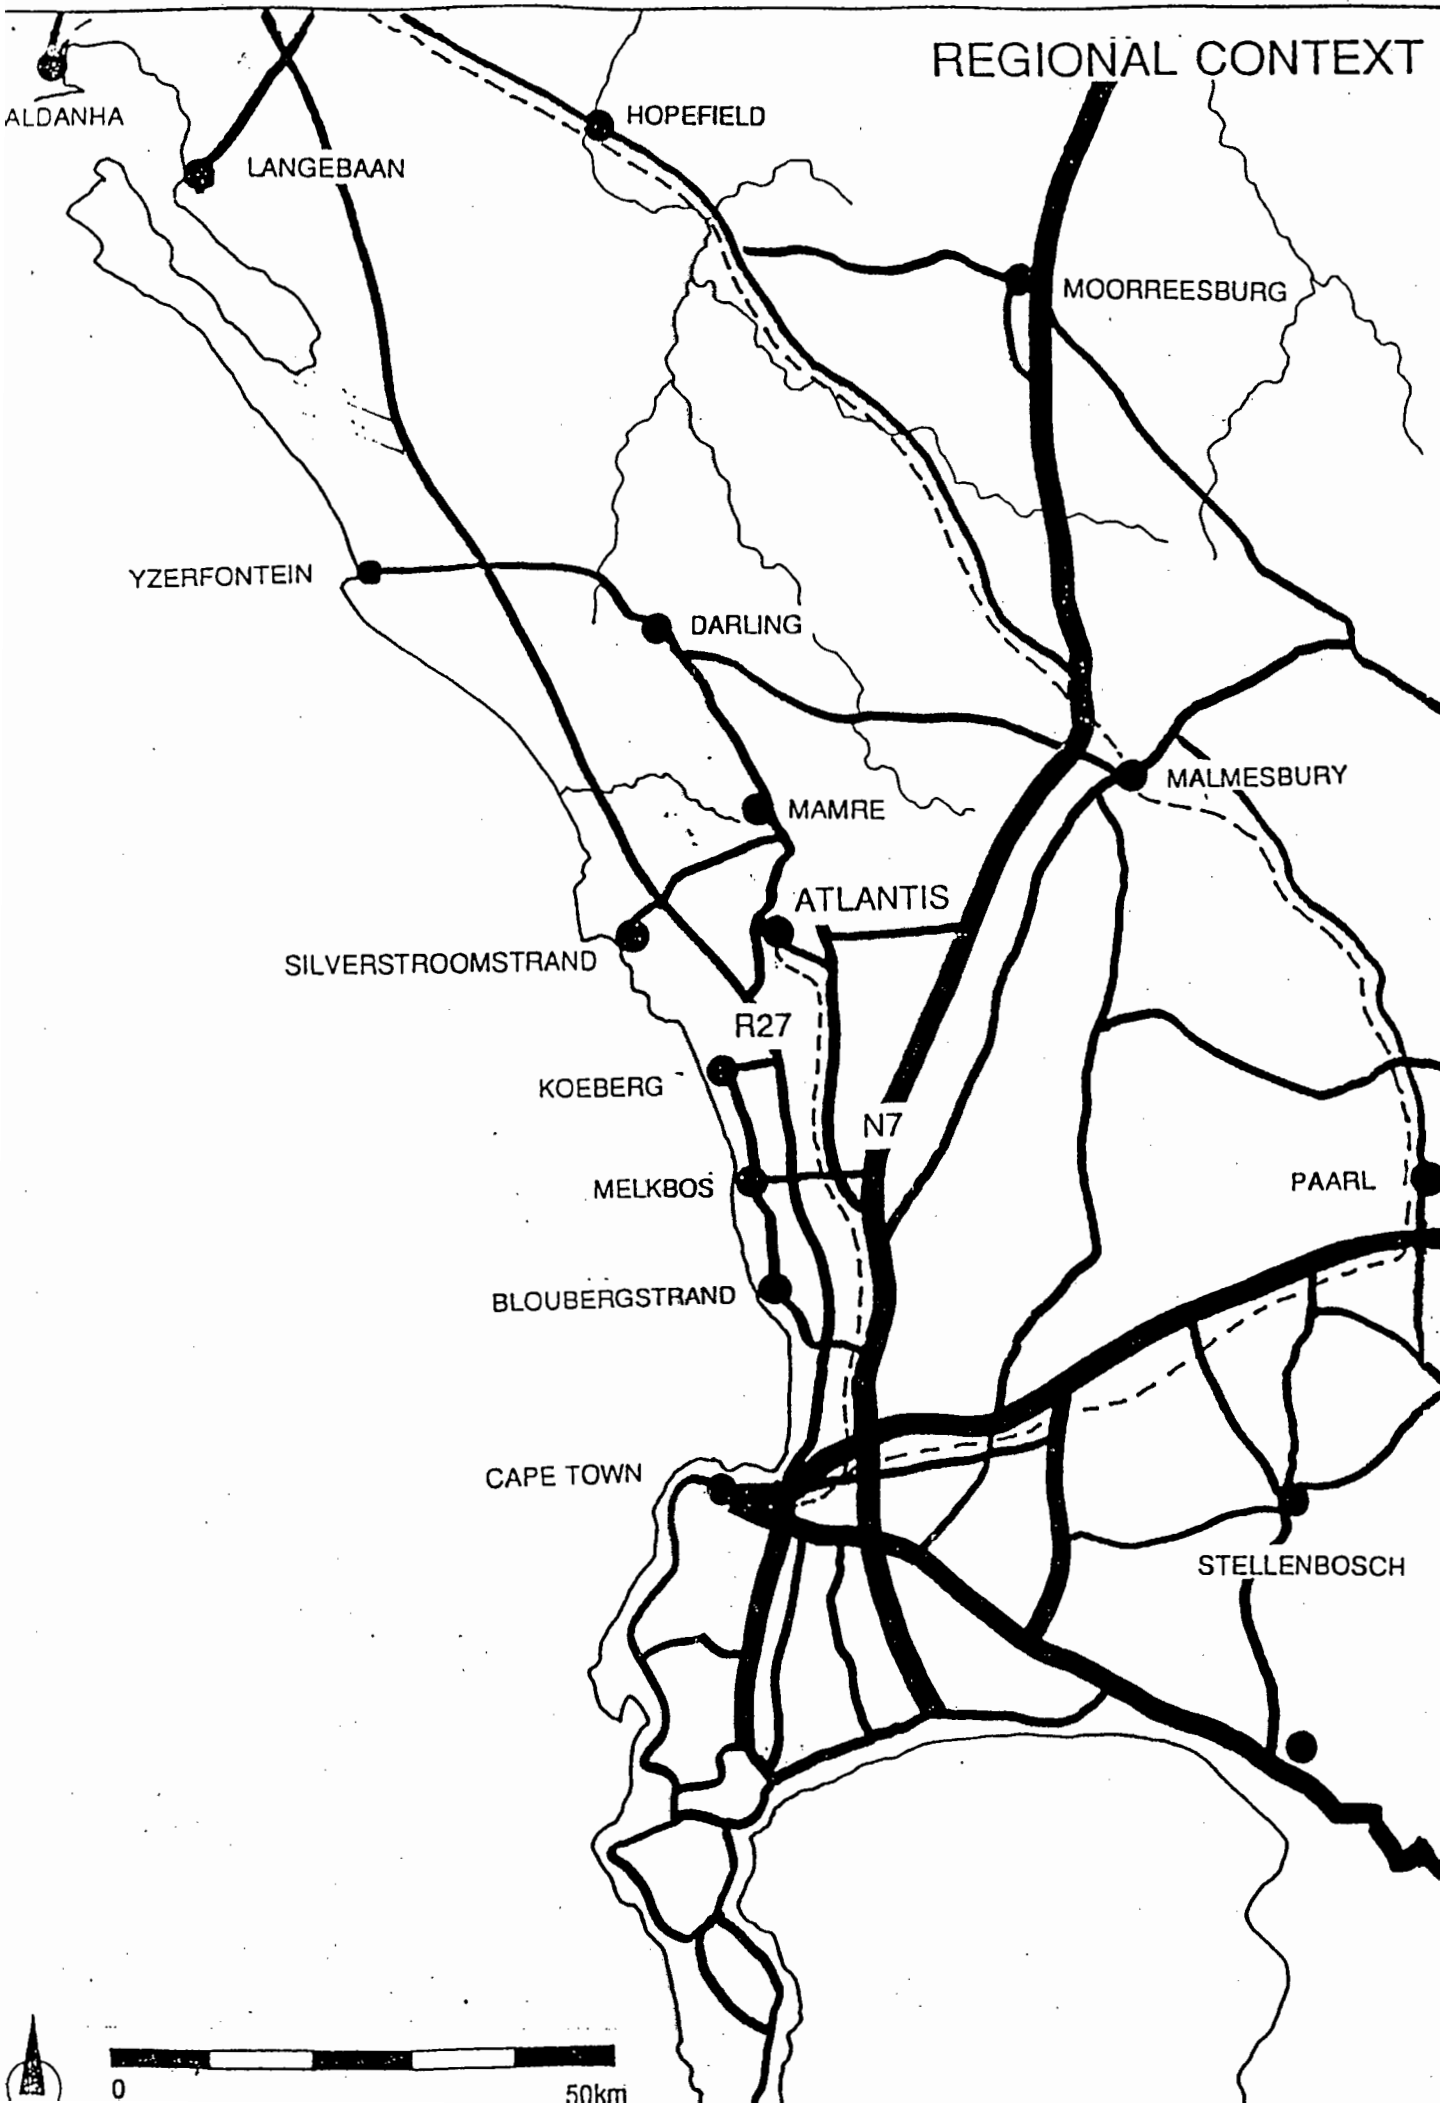 REGIONAL CONTEXT
ALDANHA
HOPEFIELD
LANGEBAAN
MOORREESBURG
YZERFONTEIN
DARLING
MALMESBURY
MAMRE
ATLANTIS
SILVERSTROOMSTRAND
R27
KOEBERG
N7
MELKBOS
PAARL
BLOUBERGSTRAND
CAPE TOWN
STELLENBOSCH
0 50km